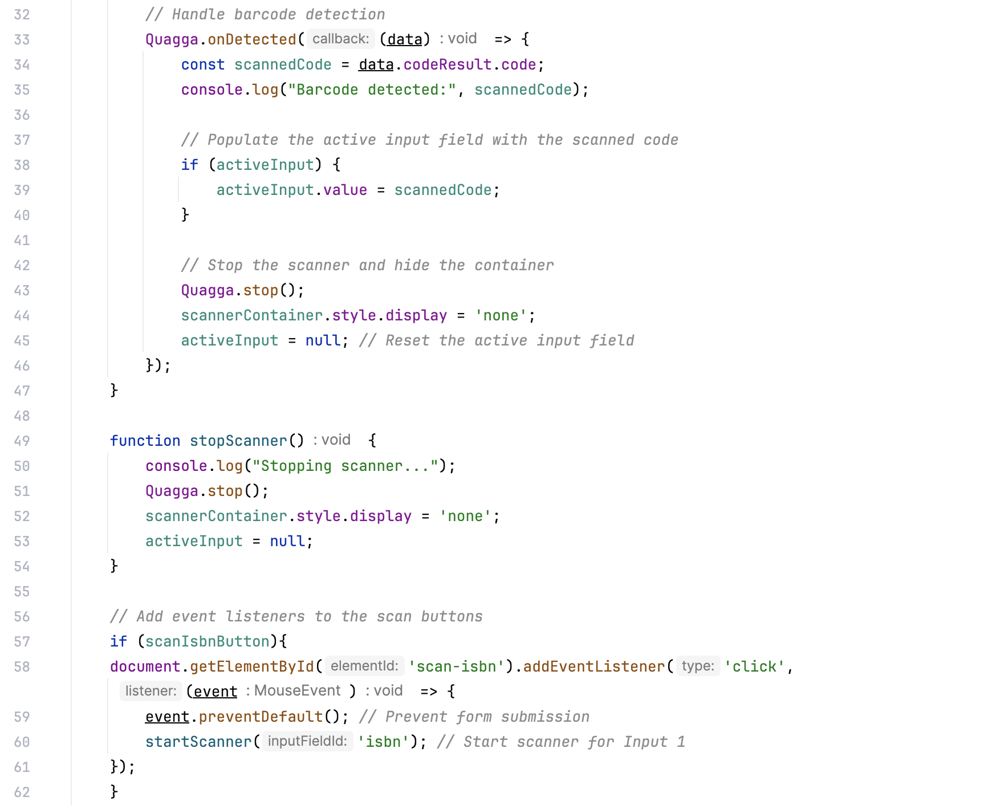 32 // Handle barcode detection
33 Quagga.onDetected( callback: (data) : void => {
34 const scannedCode = data.codeResult.code;
35 console.log("Barcode detected:", scannedCode);
36
37 // Populate the active input field with the scanned code
38 if (activeInput) {
39 activeInput.value = scannedCode;
40 }
41
42 // Stop the scanner and hide the container
43 Quagga.stop();
44 scannerContainer.style.display = 'none';
45 activeInput = null; // Reset the active input field
46 });
47 }
48
49 function stopScanner() : void {
50 console.log("Stopping scanner...");
51 Quagga.stop();
52 scannerContainer.style.display = 'none';
53 activeInput = null;
54 }
55
56 // Add event listeners to the scan buttons
57 if (scanIsbnButton){
58 document.getElementById( elementId: 'scan-isbn').addEventListener( type: 'click',
listener: (event : MouseEvent ) : void => {
59 event.preventDefault(); // Prevent form submission
60 startScanner( inputFieldId: 'isbn'); // Start scanner for Input 1
61 });
62 }